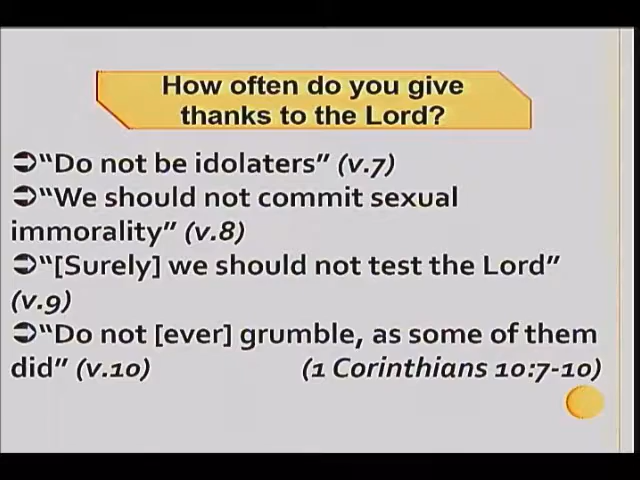 How often do you give
thanks to the Lord?
➲“Do not be idolaters” (v.7)
➲“We should not commit sexual
immorality” (v.8)
➲“[Surely] we should not test the Lord”
(v.9)
➲“Do not [ever] grumble, as some of them
did” (v.10) (1 Corinthians 10:7-10)